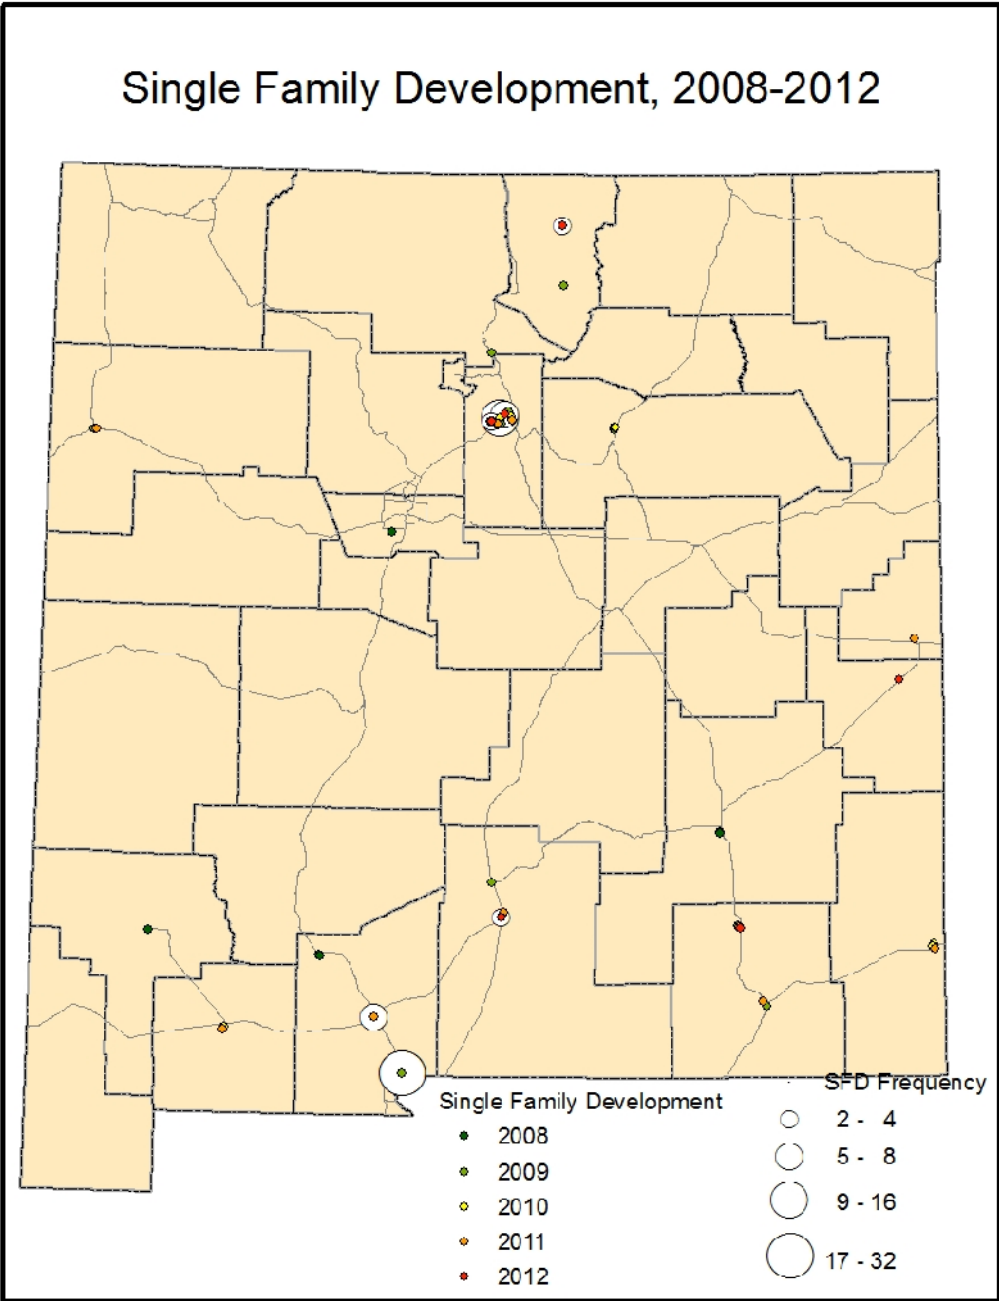 Single Family Development, 2008-2012
Single Family Development
2008
2009
2010
2011
2012
SFD Frequency
2 - 4
5 - 8
9 - 16
17 - 32